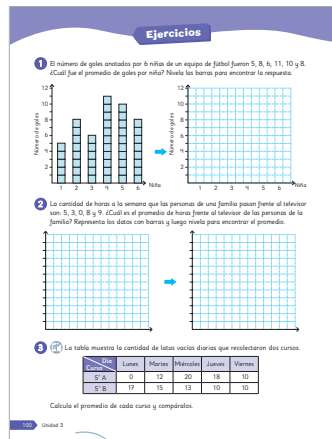 Ejercicios
1 El número de goles anotados por 6 niñas de un equipo de fútbol fueron 5, 8, 6, 11, 10 y 8.
¿Cuál fue el promedio de goles por niña? Nivela las barras para encontrar la respuesta.
Número de goles
12
10
8
6
4
2
1 2 3 4 5 6 Niña
Número de goles
12
10
8
6
4
2
1 2 3 4 5 6 Niña
2 La cantidad de horas a la semana que las personas de una familia pasan frente al televisor
son: 5, 3, 0, 8 y 9. ¿Cuál es el promedio de horas frente al televisor de las personas de la
familia? Representa los datos con barras y luego nivela para encontrar el promedio.
3 La tabla muestra la cantidad de latas vacías diarias que recolectaron dos cursos.
Día
Curso Lunes Martes Miércoles Jueves Viernes
5° A 0 12 20 18 10
5° B 17 15 13 10 10
Calcula el promedio de cada curso y compáralos.
100 Unidad 3